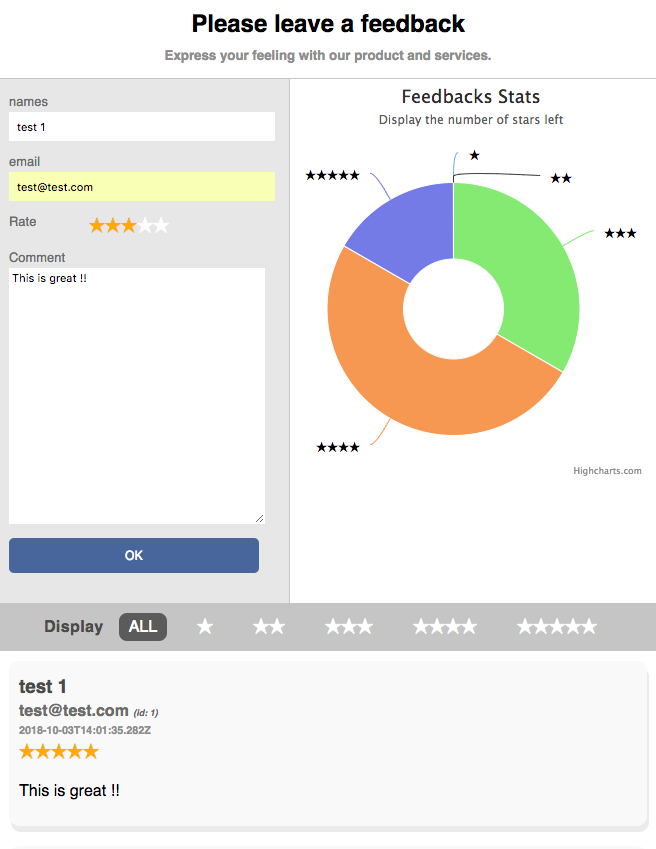 Please leave a feedback
Express your feeling with our product and services.
names
test 1
email
test@test.com
Rate ★★★★★
Comment
This is great !!
OK
Feedbacks Stats
Display the number of stars left
★
★★
★★★
★★★★
★★★★★
Highcharts.com
Display ALL ★ ★★ ★★★ ★★★★ ★★★★★
test 1
test@test.com (id: 1)
2018-10-03T14:01:35.282Z
★★★★★
This is great !!